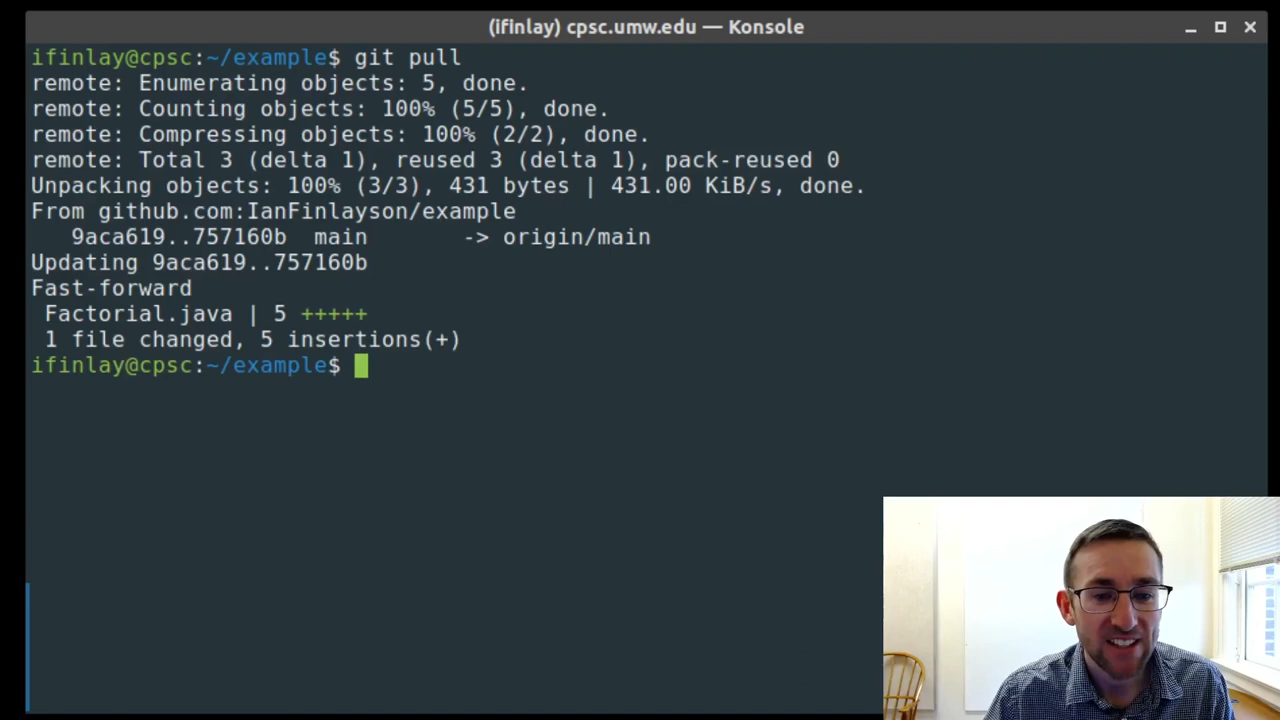 (ifinlay) cpsc.umw.edu — Konsole
ifinlay@cpsc:~/example$ git pull
remote: Enumerating objects: 5, done.
remote: Counting objects: 100% (5/5), done.
remote: Compressing objects: 100% (2/2), done.
remote: Total 3 (delta 1), reused 3 (delta 1), pack-reused 0
Unpacking objects: 100% (3/3), 431 bytes | 431.00 KiB/s, done.
From github.com:IanFinlayson/example
   9aca619..757160b  main       -> origin/main
Updating 9aca619..757160b
Fast-forward
 Factorial.java | 5 +++++
 1 file changed, 5 insertions(+)
ifinlay@cpsc:~/example$